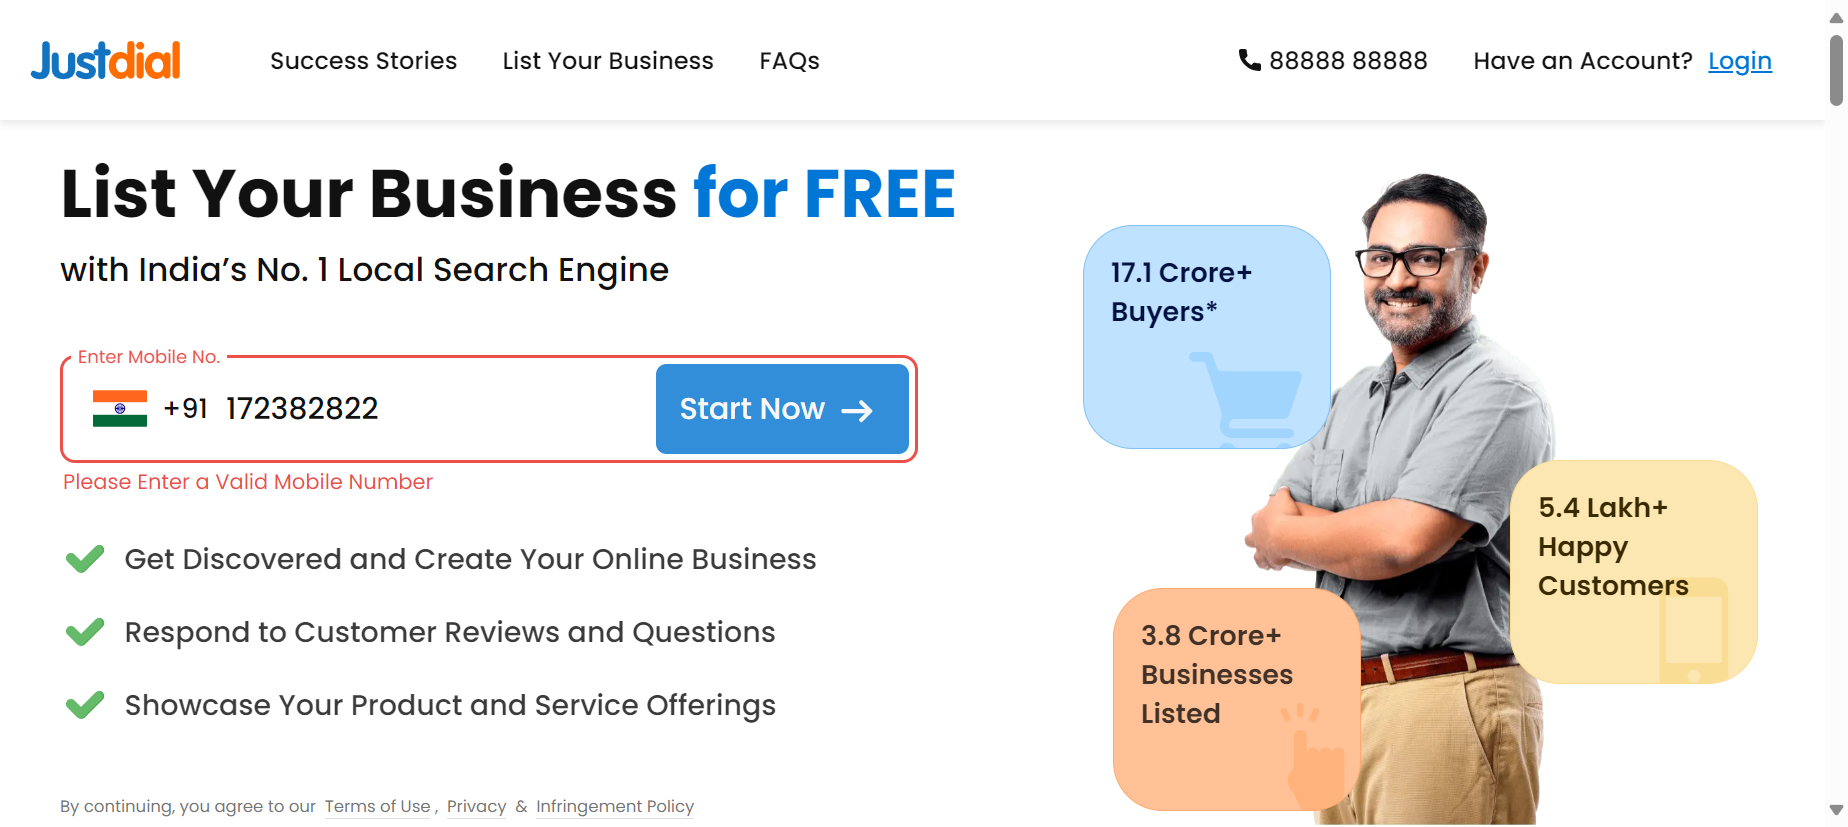 Justdial
Success Stories
List Your Business
FAQs
88888 88888
Have an Account? Login
List Your Business for FREE
with India's No. 1 Local Search Engine
Enter Mobile No.
+91 172382822
Start Now
Please Enter a Valid Mobile Number
Get Discovered and Create Your Online Business
Respond to Customer Reviews and Questions
Showcase Your Product and Service Offerings
By continuing, you agree to our Terms of Use , Privacy & Infringement Policy
17.1 Crore+
Buyers*
5.4 Lakh+
Happy
Customers
3.8 Crore+
Businesses
Listed